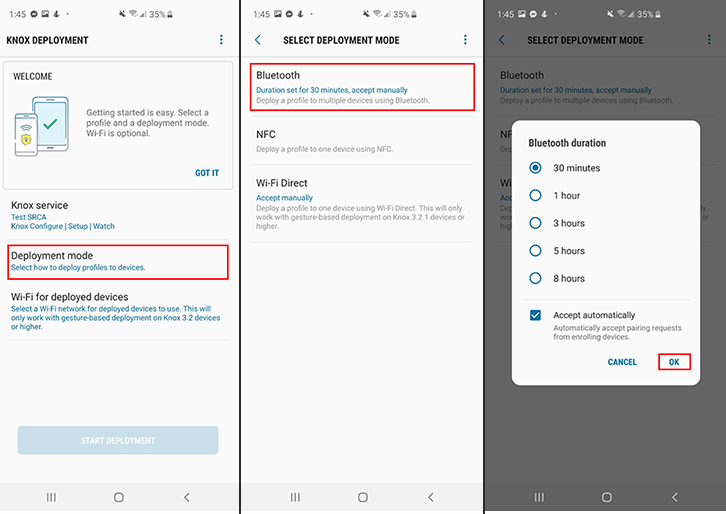 1:45
35%
KNOX DEPLOYMENT
WELCOME
Getting started is easy. Select a
profile and a deployment mode.
Wi-Fi is optional.
GOT IT
Knox service
Test SRCA
Knox Configure | Setup | Watch
Deployment mode
Select how to deploy profiles to devices.
Wi-Fi for deployed devices
Select a Wi-Fi network for deployed devices to use. This will
only work with gesture-based deployment on Knox 3.2 devices
or higher.
START DEPLOYMENT
1:45
35%
SELECT DEPLOYMENT MODE
Bluetooth
Duration set for 30 minutes, accept manually
Deploy a profile to multiple devices using Bluetooth.
NFC
Deploy a profile to one device using NFC.
Wi-Fi Direct
Accept manually
Deploy a profile to one device using Wi-Fi Direct. This will only
work with gesture-based deployment on Knox 3.2.1 devices or
higher.
1:45
35%
SELECT DEPLOYMENT MODE
Bluetooth
Duration set for 30 minutes, accept manually
Deploy a profile to multiple devices using Bluetooth.
Bluetooth duration
30 minutes
1 hour
3 hours
5 hours
8 hours
Accept automatically
Automatically accept pairing requests
from enrolling devices.
CANCEL
OK